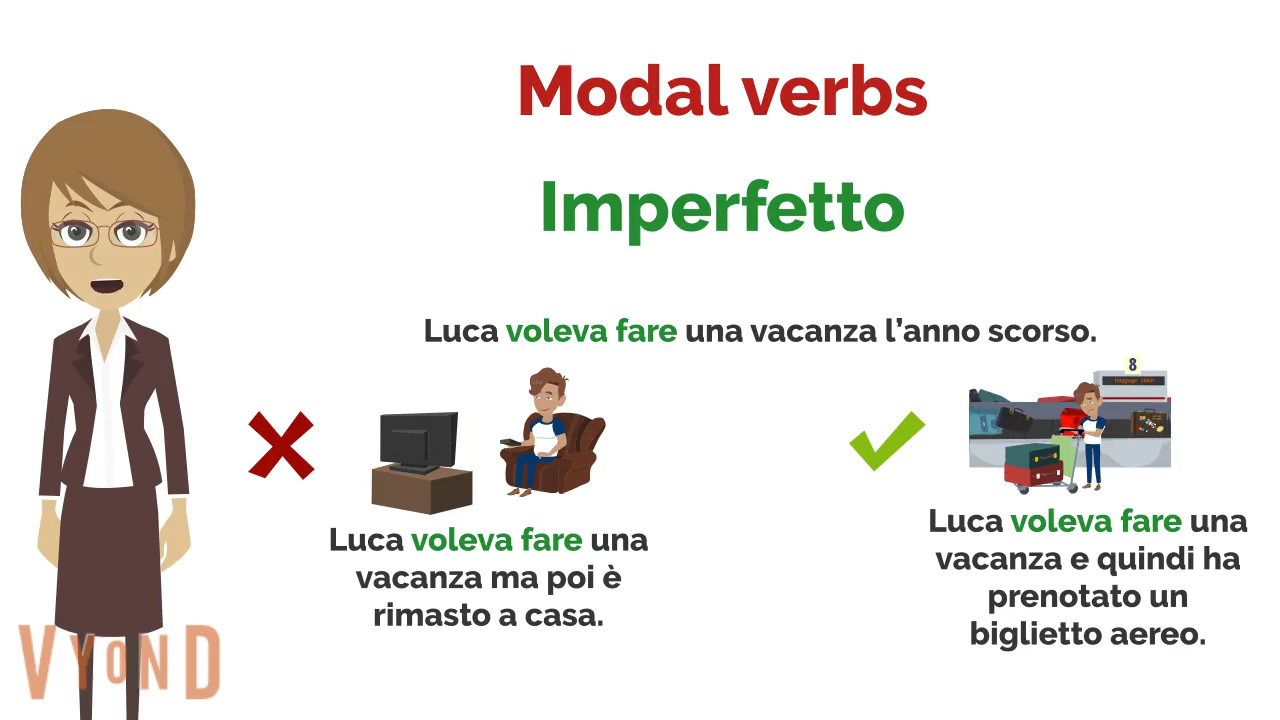 Modal verbs
Imperfetto
Luca voleva fare una vacanza l’anno scorso.
8
Luca voleva fare una
vacanza ma poi è
rimasto a casa.
Luca voleva fare una
vacanza e quindi ha
prenotato un
biglietto aereo.
VYOND